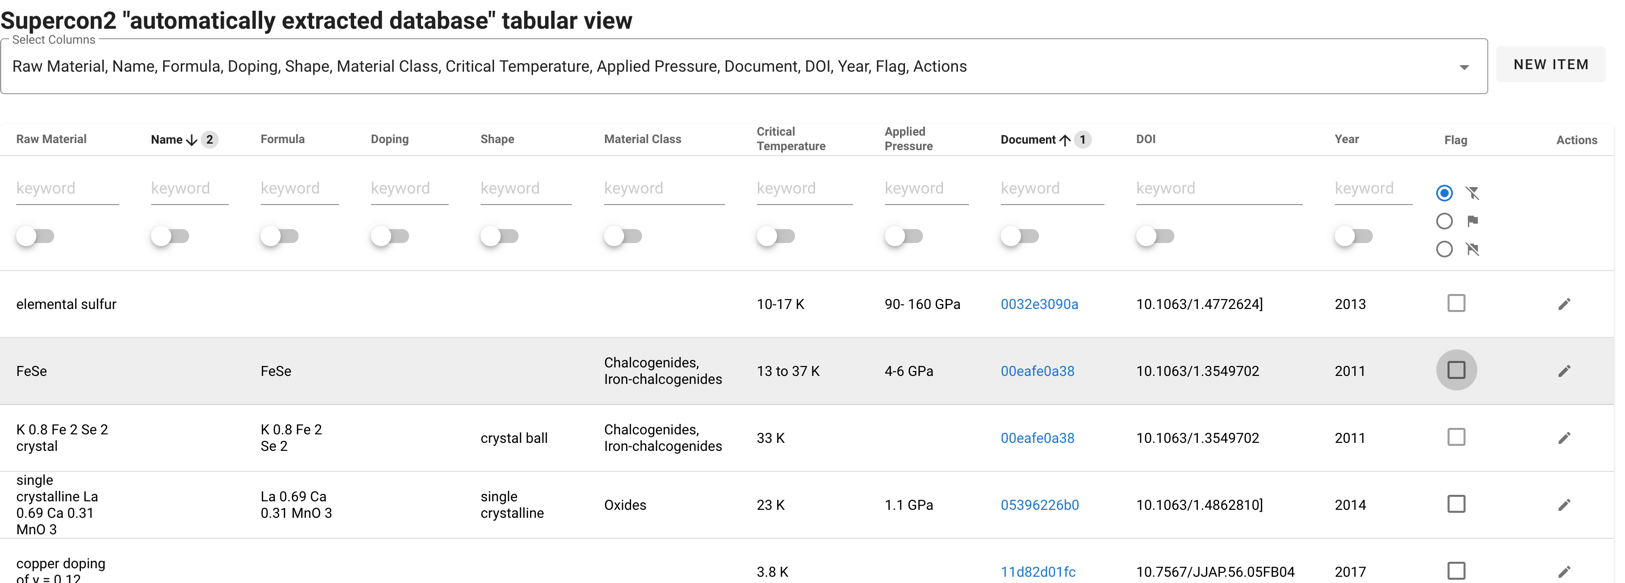 Supercon2 "automatically extracted database" tabular view
Select Columns
Raw Material, Name, Formula, Doping, Shape, Material Class, Critical Temperature, Applied Pressure, Document, DOI, Year, Flag, Actions
NEW ITEM
Raw Material Name 2 Formula Doping Shape Material Class Critical Temperature Applied Pressure Document 1 DOI Year Flag Actions
keyword keyword keyword keyword keyword keyword keyword keyword keyword keyword keyword
elemental sulfur 10-17 K 90- 160 GPa 0032e3090a 10.1063/1.4772624] 2013
FeSe FeSe Chalcogenides, Iron-chalcogenides 13 to 37 K 4-6 GPa 00eafe0a38 10.1063/1.3549702 2011
K 0.8 Fe 2 Se 2 crystal K 0.8 Fe 2 Se 2 crystal ball Chalcogenides, Iron-chalcogenides 33 K 00eafe0a38 10.1063/1.3549702 2011
single crystalline La 0.69 Ca 0.31 MnO 3 La 0.69 Ca 0.31 MnO 3 single crystalline Oxides 23 K 1.1 GPa 05396226b0 10.1063/1.4862810] 2014
copper doping of y = 0.12 3.8 K 11d82d01fc 10.7567/JJAP.56.05FB04 2017